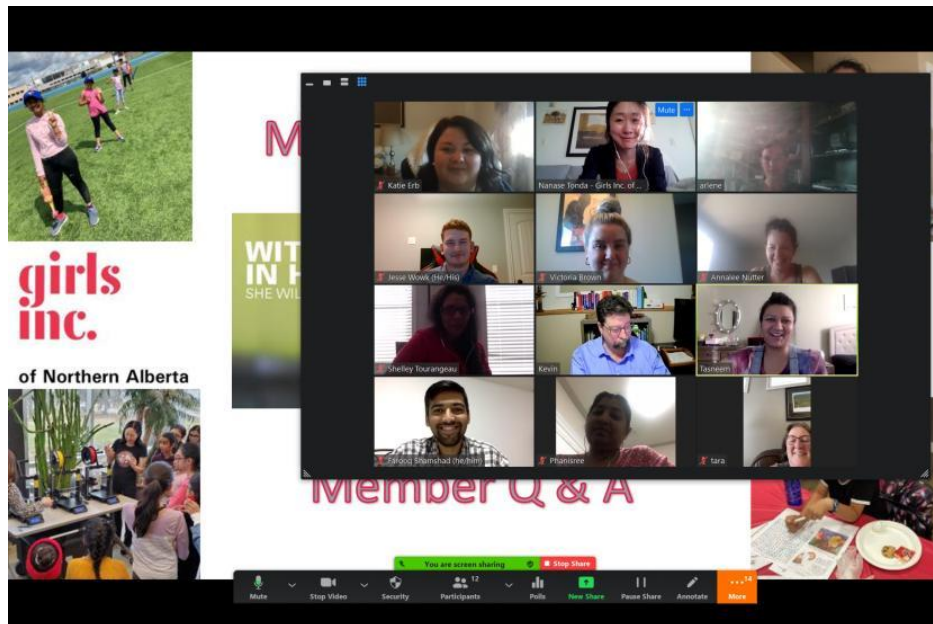 M
girls
inc.
of Northern Alberta
WIT
IN H
SHE WIL
Mute
Katie Erb
Nanase Tonda - Girls Inc. of ...
arlene
Jesse Wowk (He/His)
Victoria Brown
Annalee Nutter
Shelley Tourangeau
Kevin
Tasneem
Farooq Shamshad (he/him)
Phanisree
tara
Member Q & A
You are screen sharing
Stop Share
12
14
Mute
Stop Video
Security
Participants
Polls
New Share
Pause Share
Annotate
More